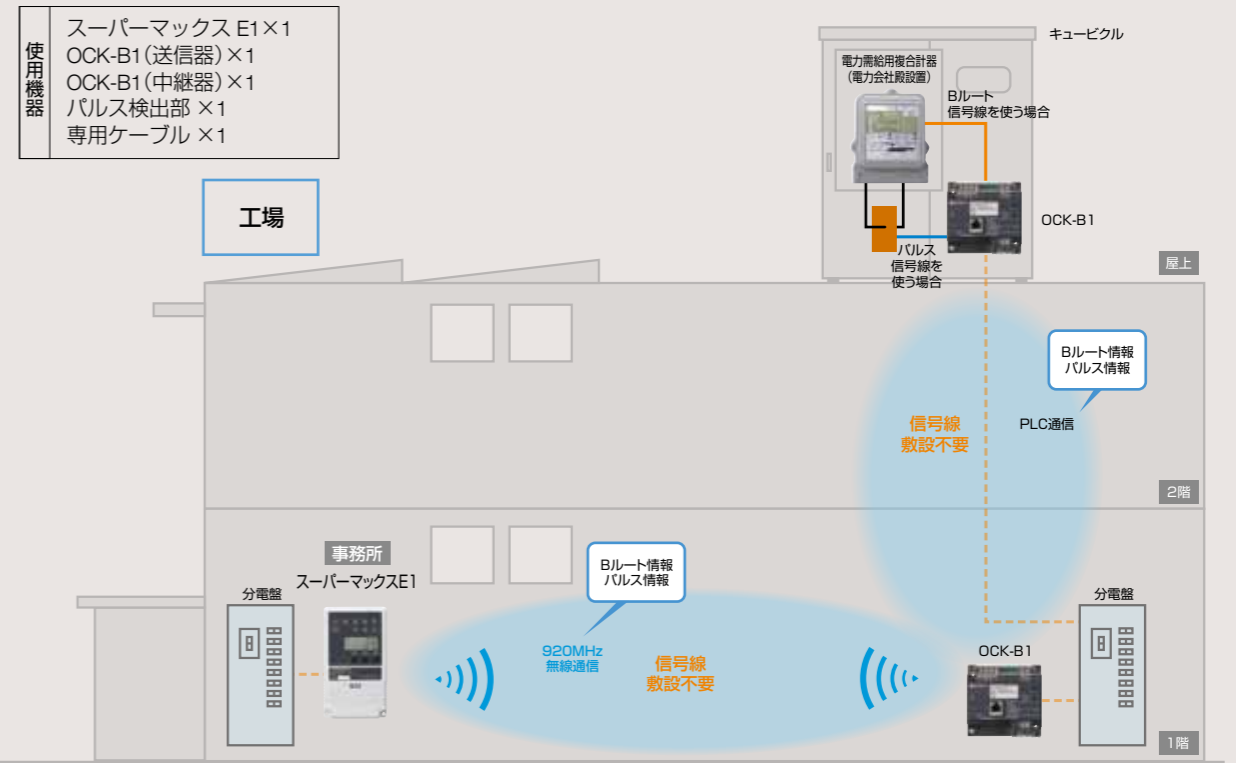 使用機器
スーパーマックス E1×1
OCK-B1(送信器)×1
OCK-B1(中継器)×1
パルス検出部 ×1
専用ケーブル ×1
工場
キュービクル
電力需給用複合計器
(電力会社殿設置)
Bルート
信号線を使う場合
OCK-B1
パルス
信号線を
使う場合
屋上
Bルート情報
パルス情報
信号線
敷設不要
PLC通信
2階
事務所
スーパーマックスE1
分電盤
Bルート情報
パルス情報
920MHz
無線通信
信号線
敷設不要
OCK-B1
分電盤
1階